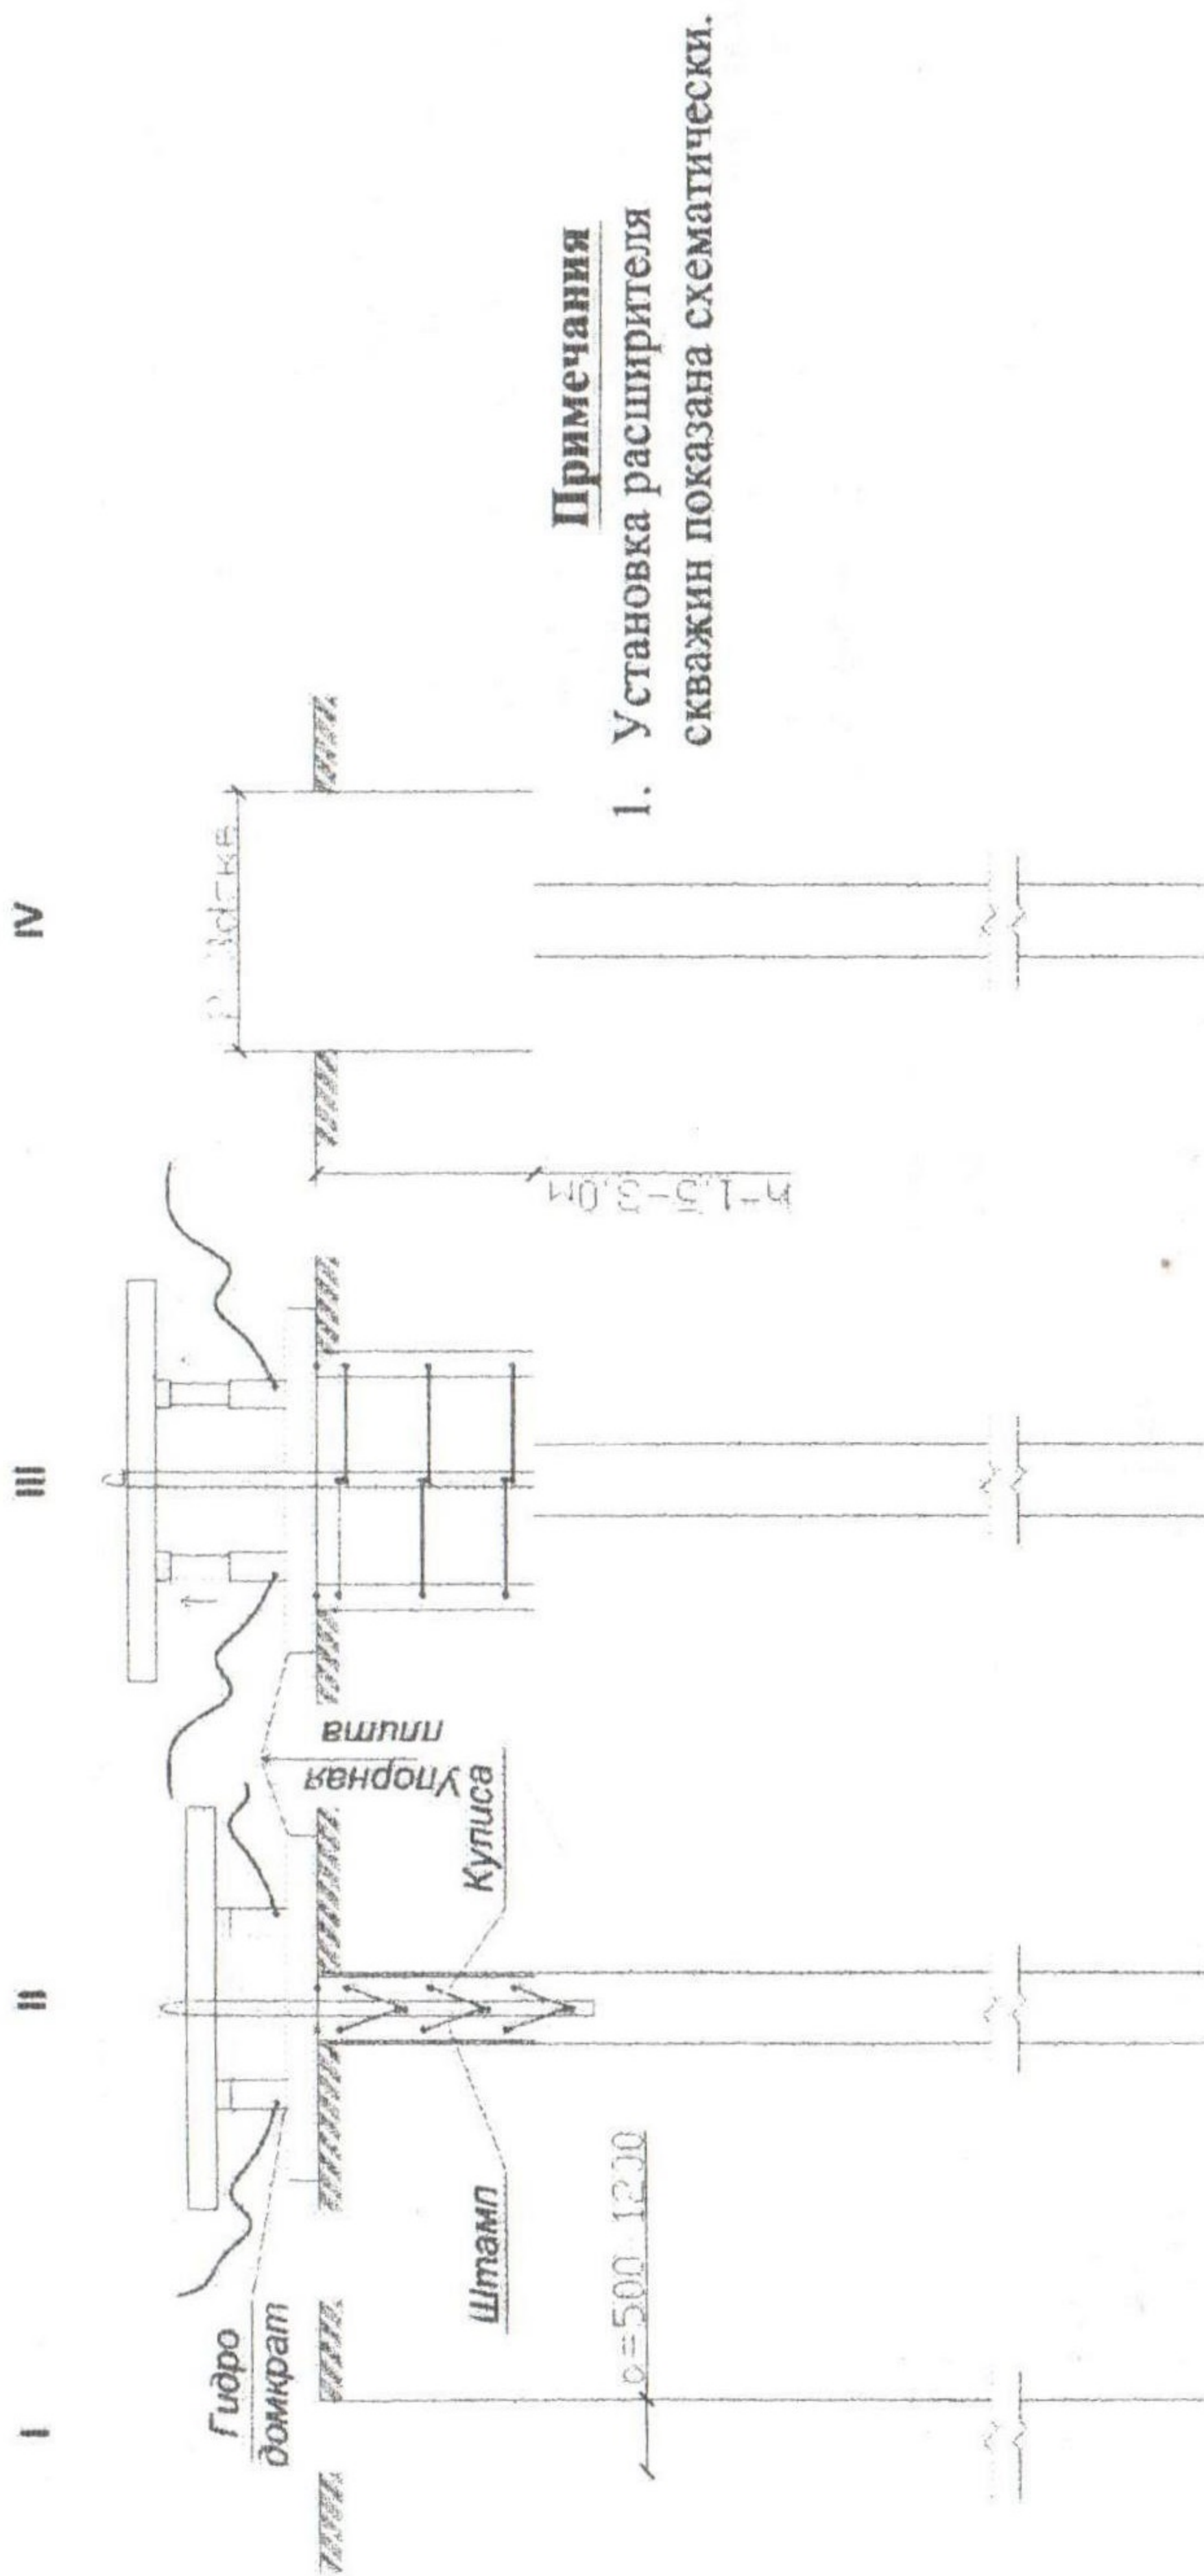 I
II
III
IV
Гидро
домкрат
Упорная
плита
Кулиса
Штамп
h=1,5-3,0м
Примечания
1. Установка расширителя
скважин показана схематически.